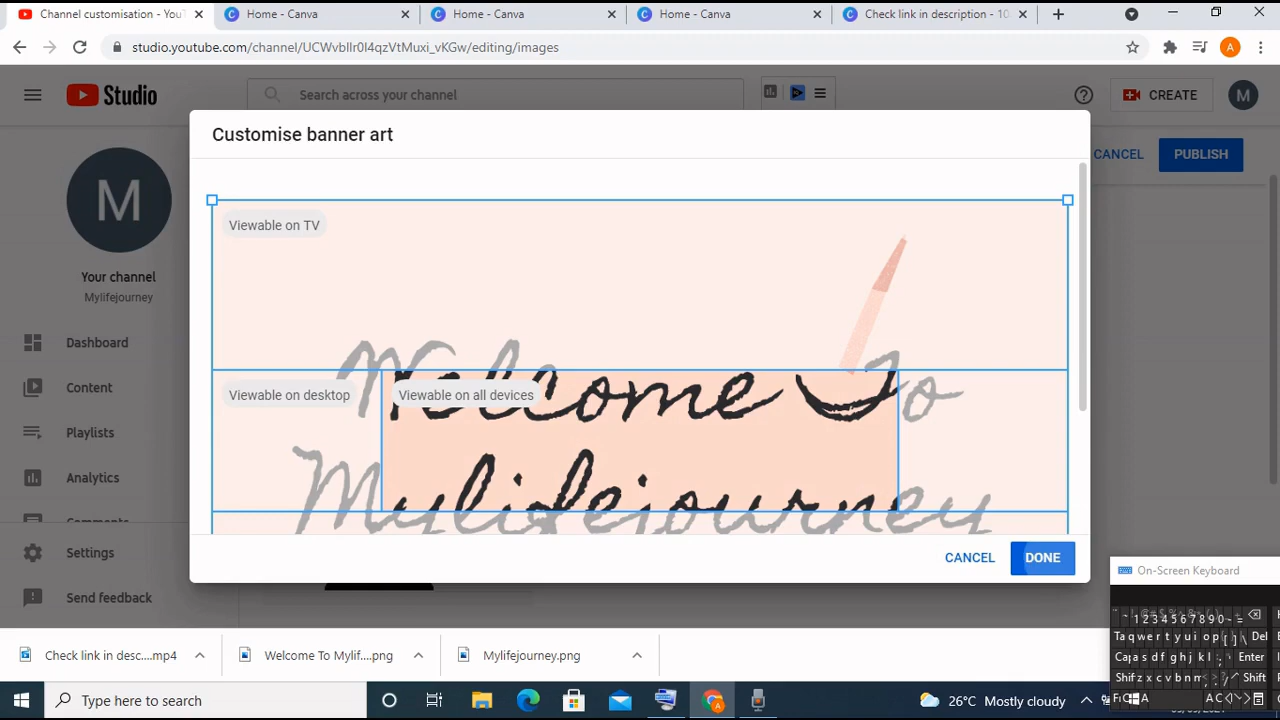 Channel customisation - YouT
Home - Canva
Home - Canva
Home - Canva
Check link in description - 10
studio.youtube.com/channel/UCWvbIIr0I4qzVtMuxi_vKGw/editing/images
A
Studio
Search across your channel
CREATE
M
CANCEL
PUBLISH
M
Your channel
Mylifejourney
Dashboard
Content
Playlists
Analytics
Comments
Settings
Send feedback
Customise banner art
Viewable on TV
Viewable on desktop
Viewable on all devices
Welcome To
Mylifejourney
CANCEL
DONE
On-Screen Keyboard
Check link in desc....mp4
Welcome To Mylif....png
Mylifejourney.png
Type here to search
26°C Mostly cloudy